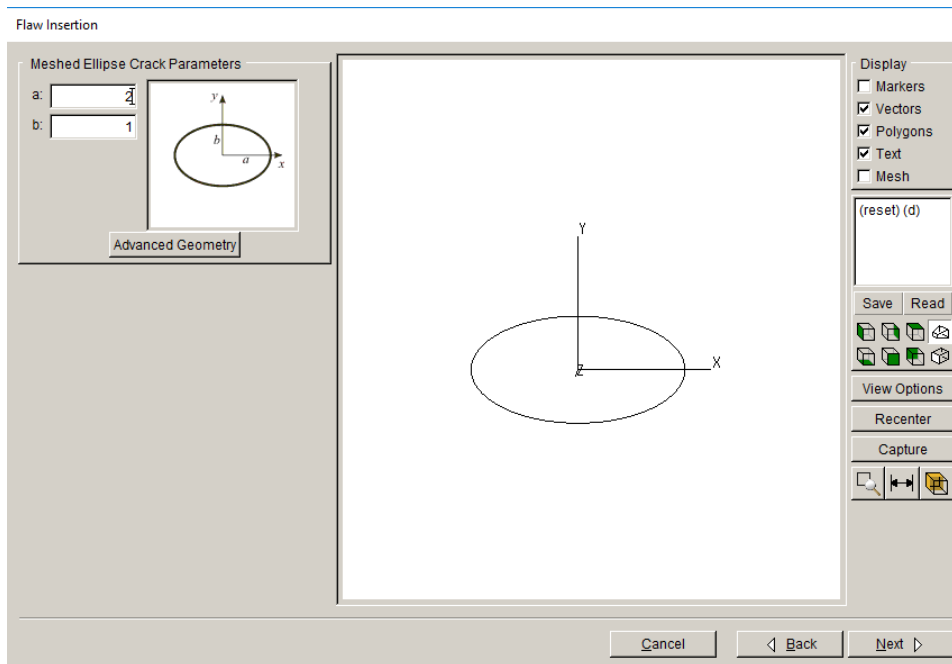 Flaw Insertion
Meshed Ellipse Crack Parameters
a: 2
b: 1
y
b
a
x
Advanced Geometry
Y
X
Z
Display
Markers
Vectors
Polygons
Text
Mesh
(reset) (d)
Save Read
View Options
Recenter
Capture
Cancel
Back
Next